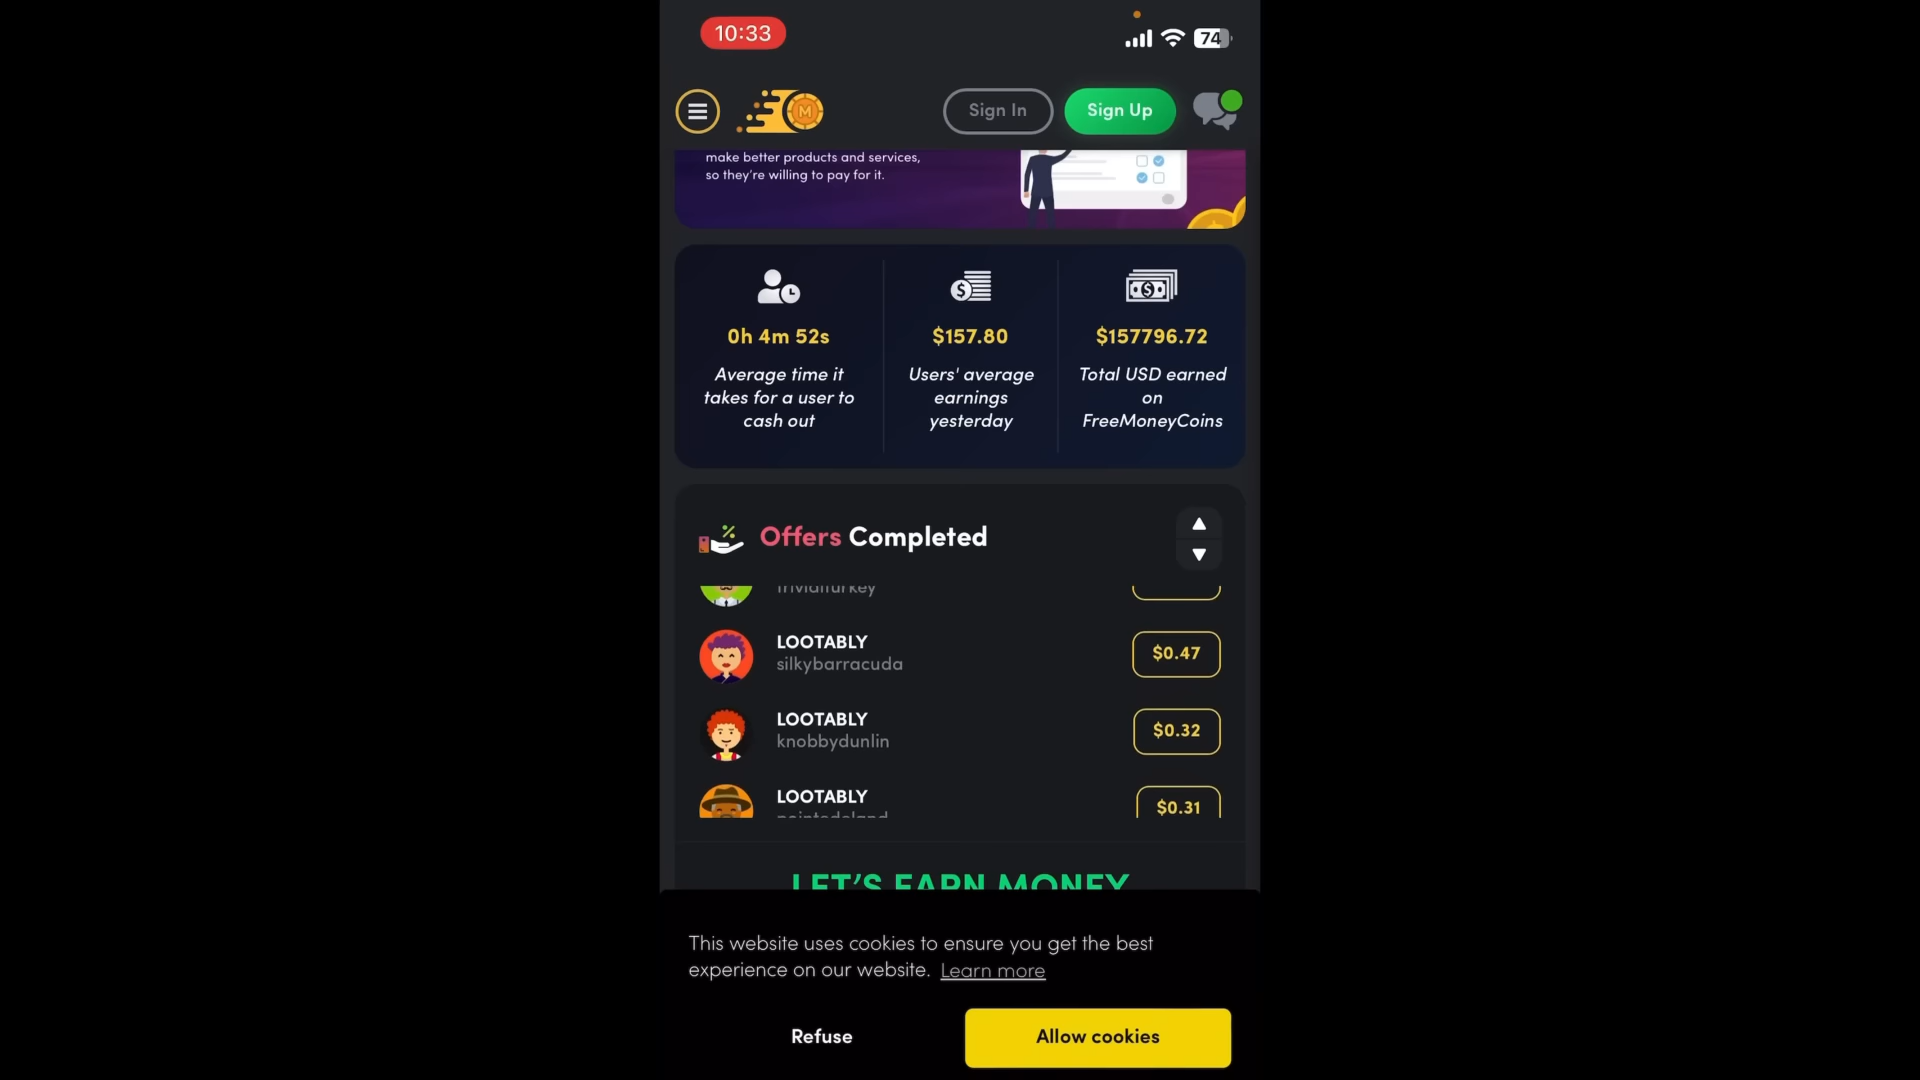 10:33
74
M
Sign In
Sign Up
make better products and services,
so they're willing to pay for it.
0h 4m 52s
Average time it
takes for a user to
cash out
$157.80
Users' average
earnings
yesterday
$157796.72
Total USD earned
on
FreeMoneyCoins
Offers Completed
LOOTABLY
silkybarracuda
$0.47
LOOTABLY
knobbydunlin
$0.32
LOOTABLY
$0.31
LET'S EARN MONEY
This website uses cookies to ensure you get the best
experience on our website. Learn more
Refuse
Allow cookies